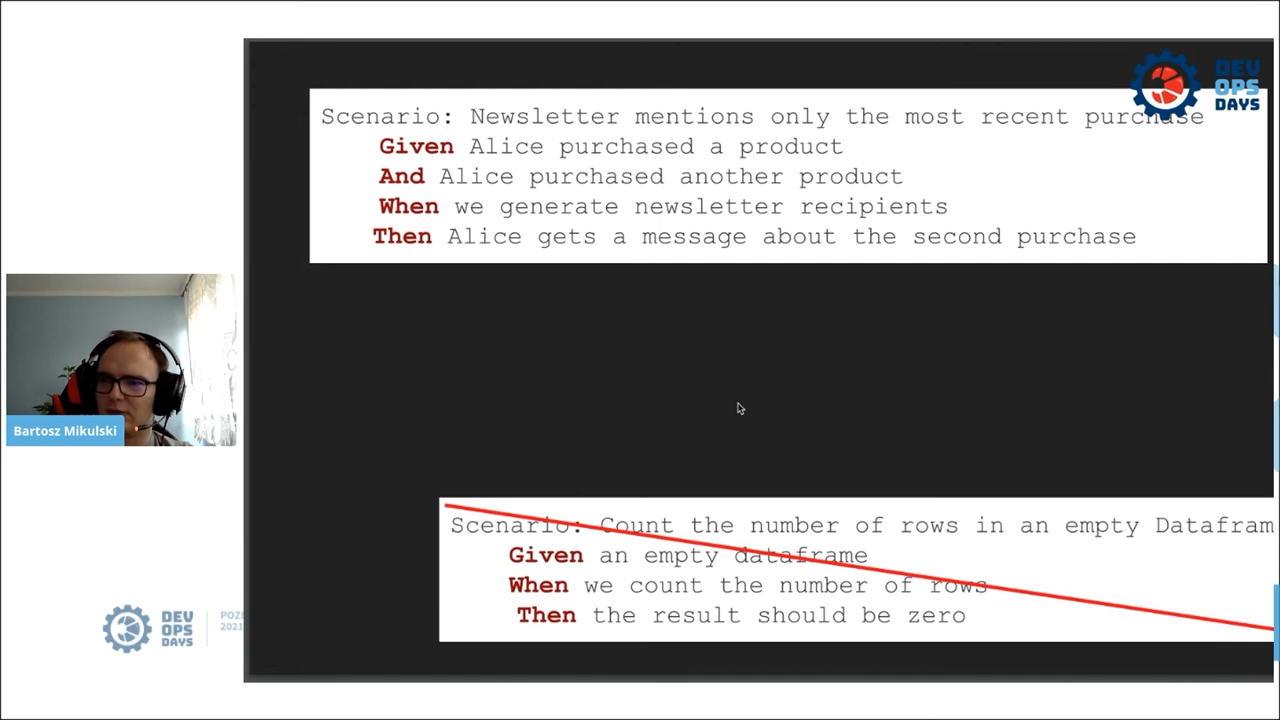 DEV
OPS
DAYS
Scenario: Newsletter mentions only the most recent purchase
Given Alice purchased a product
And Alice purchased another product
When we generate newsletter recipients
Then Alice gets a message about the second purchase
Bartosz Mikulski
Scenario: Count the number of rows in an empty Datafram
Given an empty dataframe
When we count the number of rows
Then the result should be zero
DEV
OPS
DAYS
POZ
2021